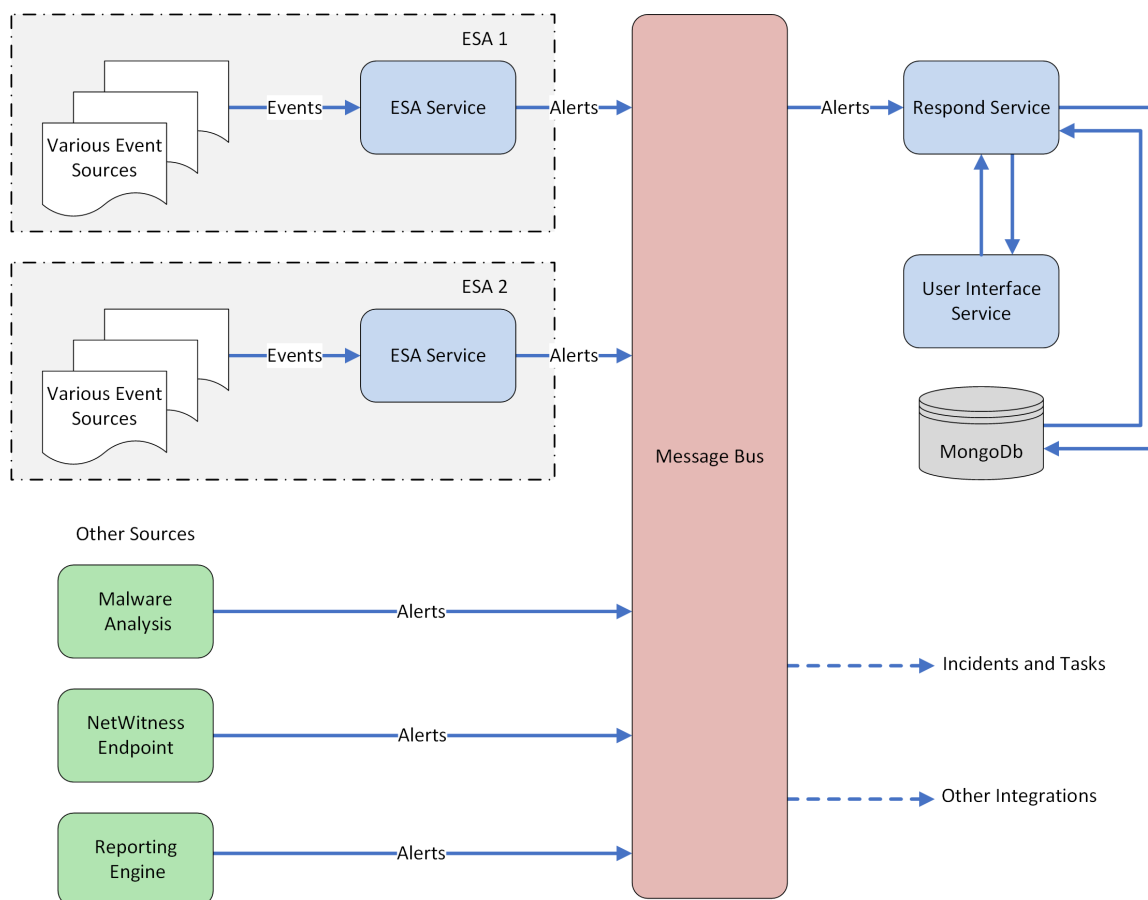 ESA 1
Various Event
Sources
Events
ESA Service
Alerts
Alerts
Respond Service
User Interface
Service
ESA 2
Various Event
Sources
Events
ESA Service
Alerts
Message Bus
MongoDb
Other Sources
Malware
Analysis
Alerts
Incidents and Tasks
NetWitness
Endpoint
Alerts
Other Integrations
Reporting
Engine
Alerts